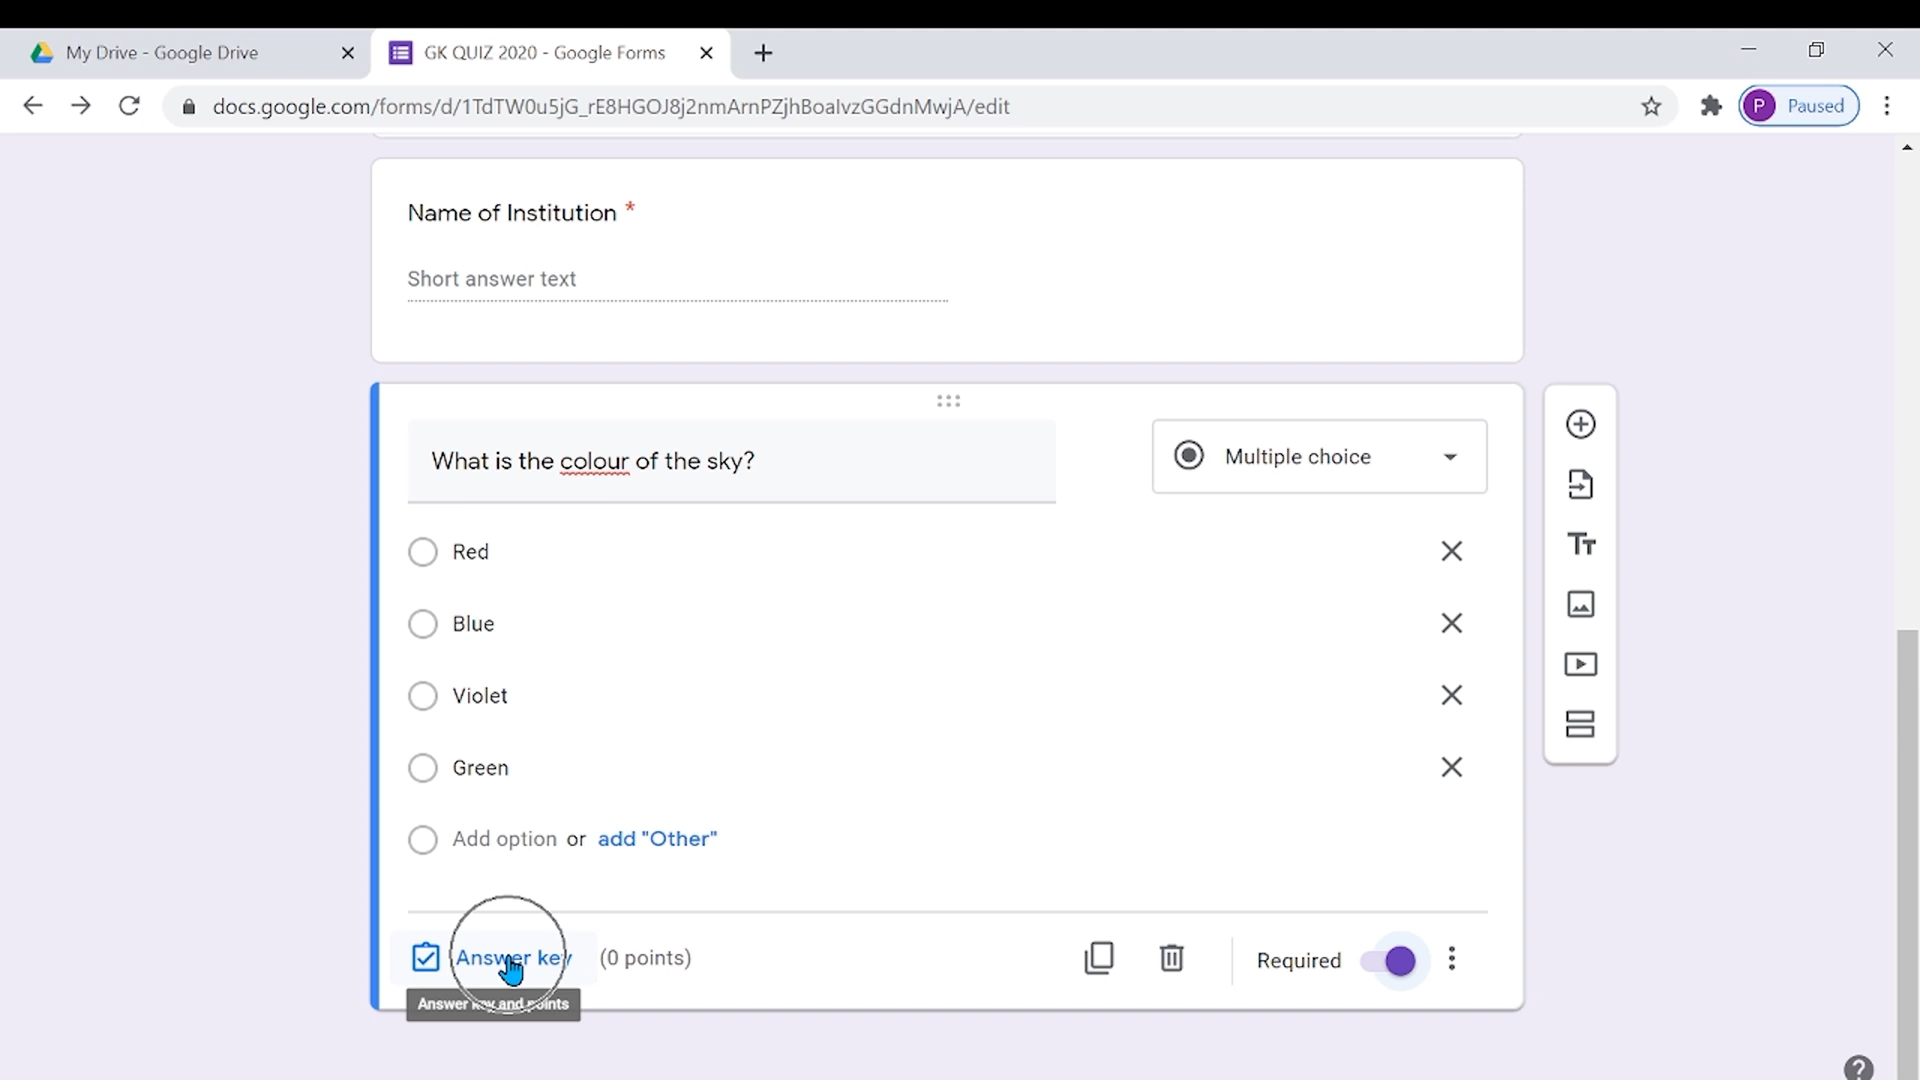 My Drive - Google Drive
GK QUIZ 2020 - Google Forms
docs.google.com/forms/d/1TdTW0u5jG_rE8HGOJ8j2nmArnPZjhBoalvzGGdnMwjA/edit
P Paused
Name of Institution *
Short answer text
What is the colour of the sky?
Multiple choice
Red
Blue
Violet
Green
Add option or add "Other"
Answer key (0 points)
Required
Answer key and points